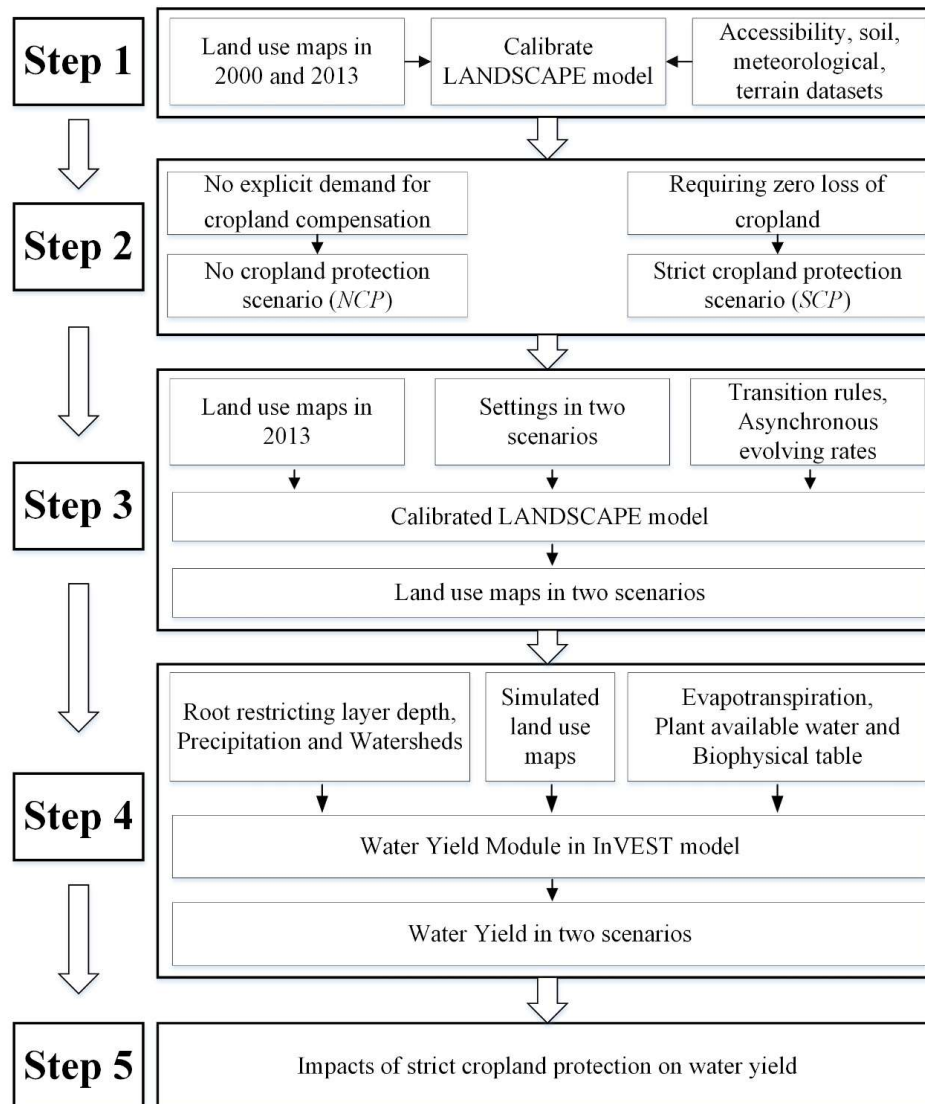 Step 1
Land use maps in
2000 and 2013
Calibrate
LANDSCAPE model
Accessibility, soil,
meteorological,
terrain datasets
Step 2
No explicit demand for
cropland compensation
Requiring zero loss of
cropland
No cropland protection
scenario (NCP)
Strict cropland protection
scenario (SCP)
Step 3
Land use maps in
2013
Settings in two
scenarios
Transition rules,
Asynchronous
evolving rates
Calibrated LANDSCAPE model
Land use maps in two scenarios
Step 4
Root restricting layer depth,
Precipitation and Watersheds
Simulated
land use
maps
Evapotranspiration,
Plant available water and
Biophysical table
Water Yield Module in InVEST model
Water Yield in two scenarios
Step 5
Impacts of strict cropland protection on water yield